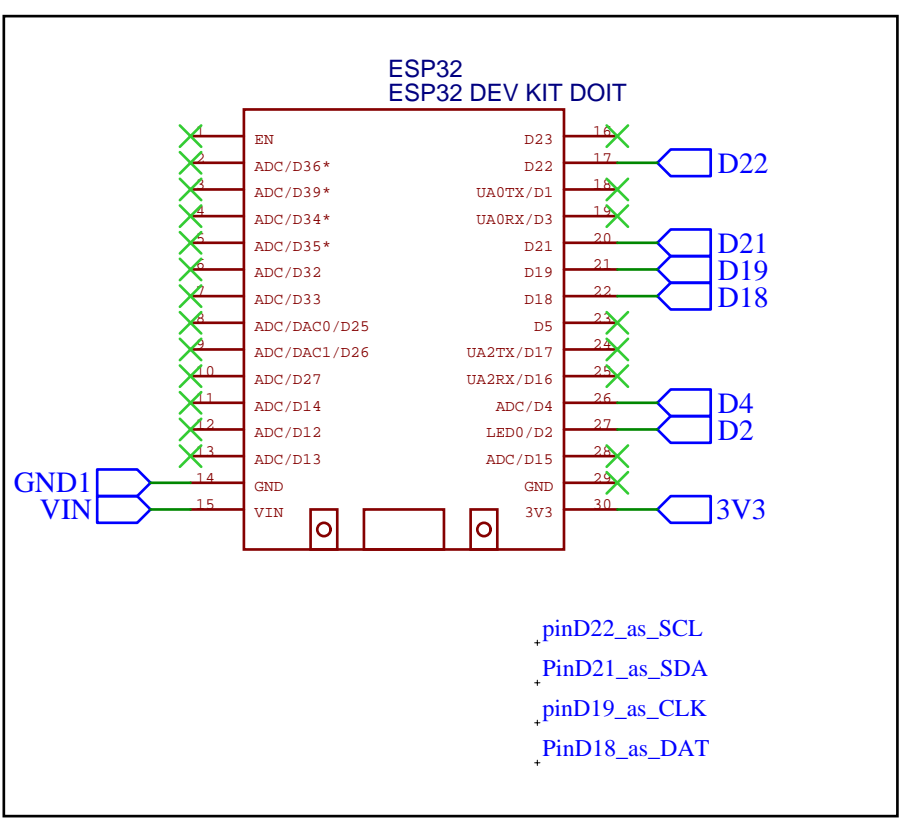 ESP32
ESP32 DEV KIT DOIT
1 EN D23 16
2 ADC/D36* D22 17 D22
3 ADC/D39* UA0TX/D1 18
4 ADC/D34* UA0RX/D3 19
5 ADC/D35* D21 20 D21
6 ADC/D32 D19 21 D19
7 ADC/D33 D18 22 D18
8 ADC/DAC0/D25 D5 23
9 ADC/DAC1/D26 UA2TX/D17 24
10 ADC/D27 UA2RX/D16 25
11 ADC/D14 ADC/D4 26 D4
12 ADC/D12 LED0/D2 27 D2
13 ADC/D13 ADC/D15 28
GND1 14 GND GND 29
VIN 15 VIN 3V3 30 3V3
pinD22_as_SCL
PinD21_as_SDA
pinD19_as_CLK
PinD18_as_DAT